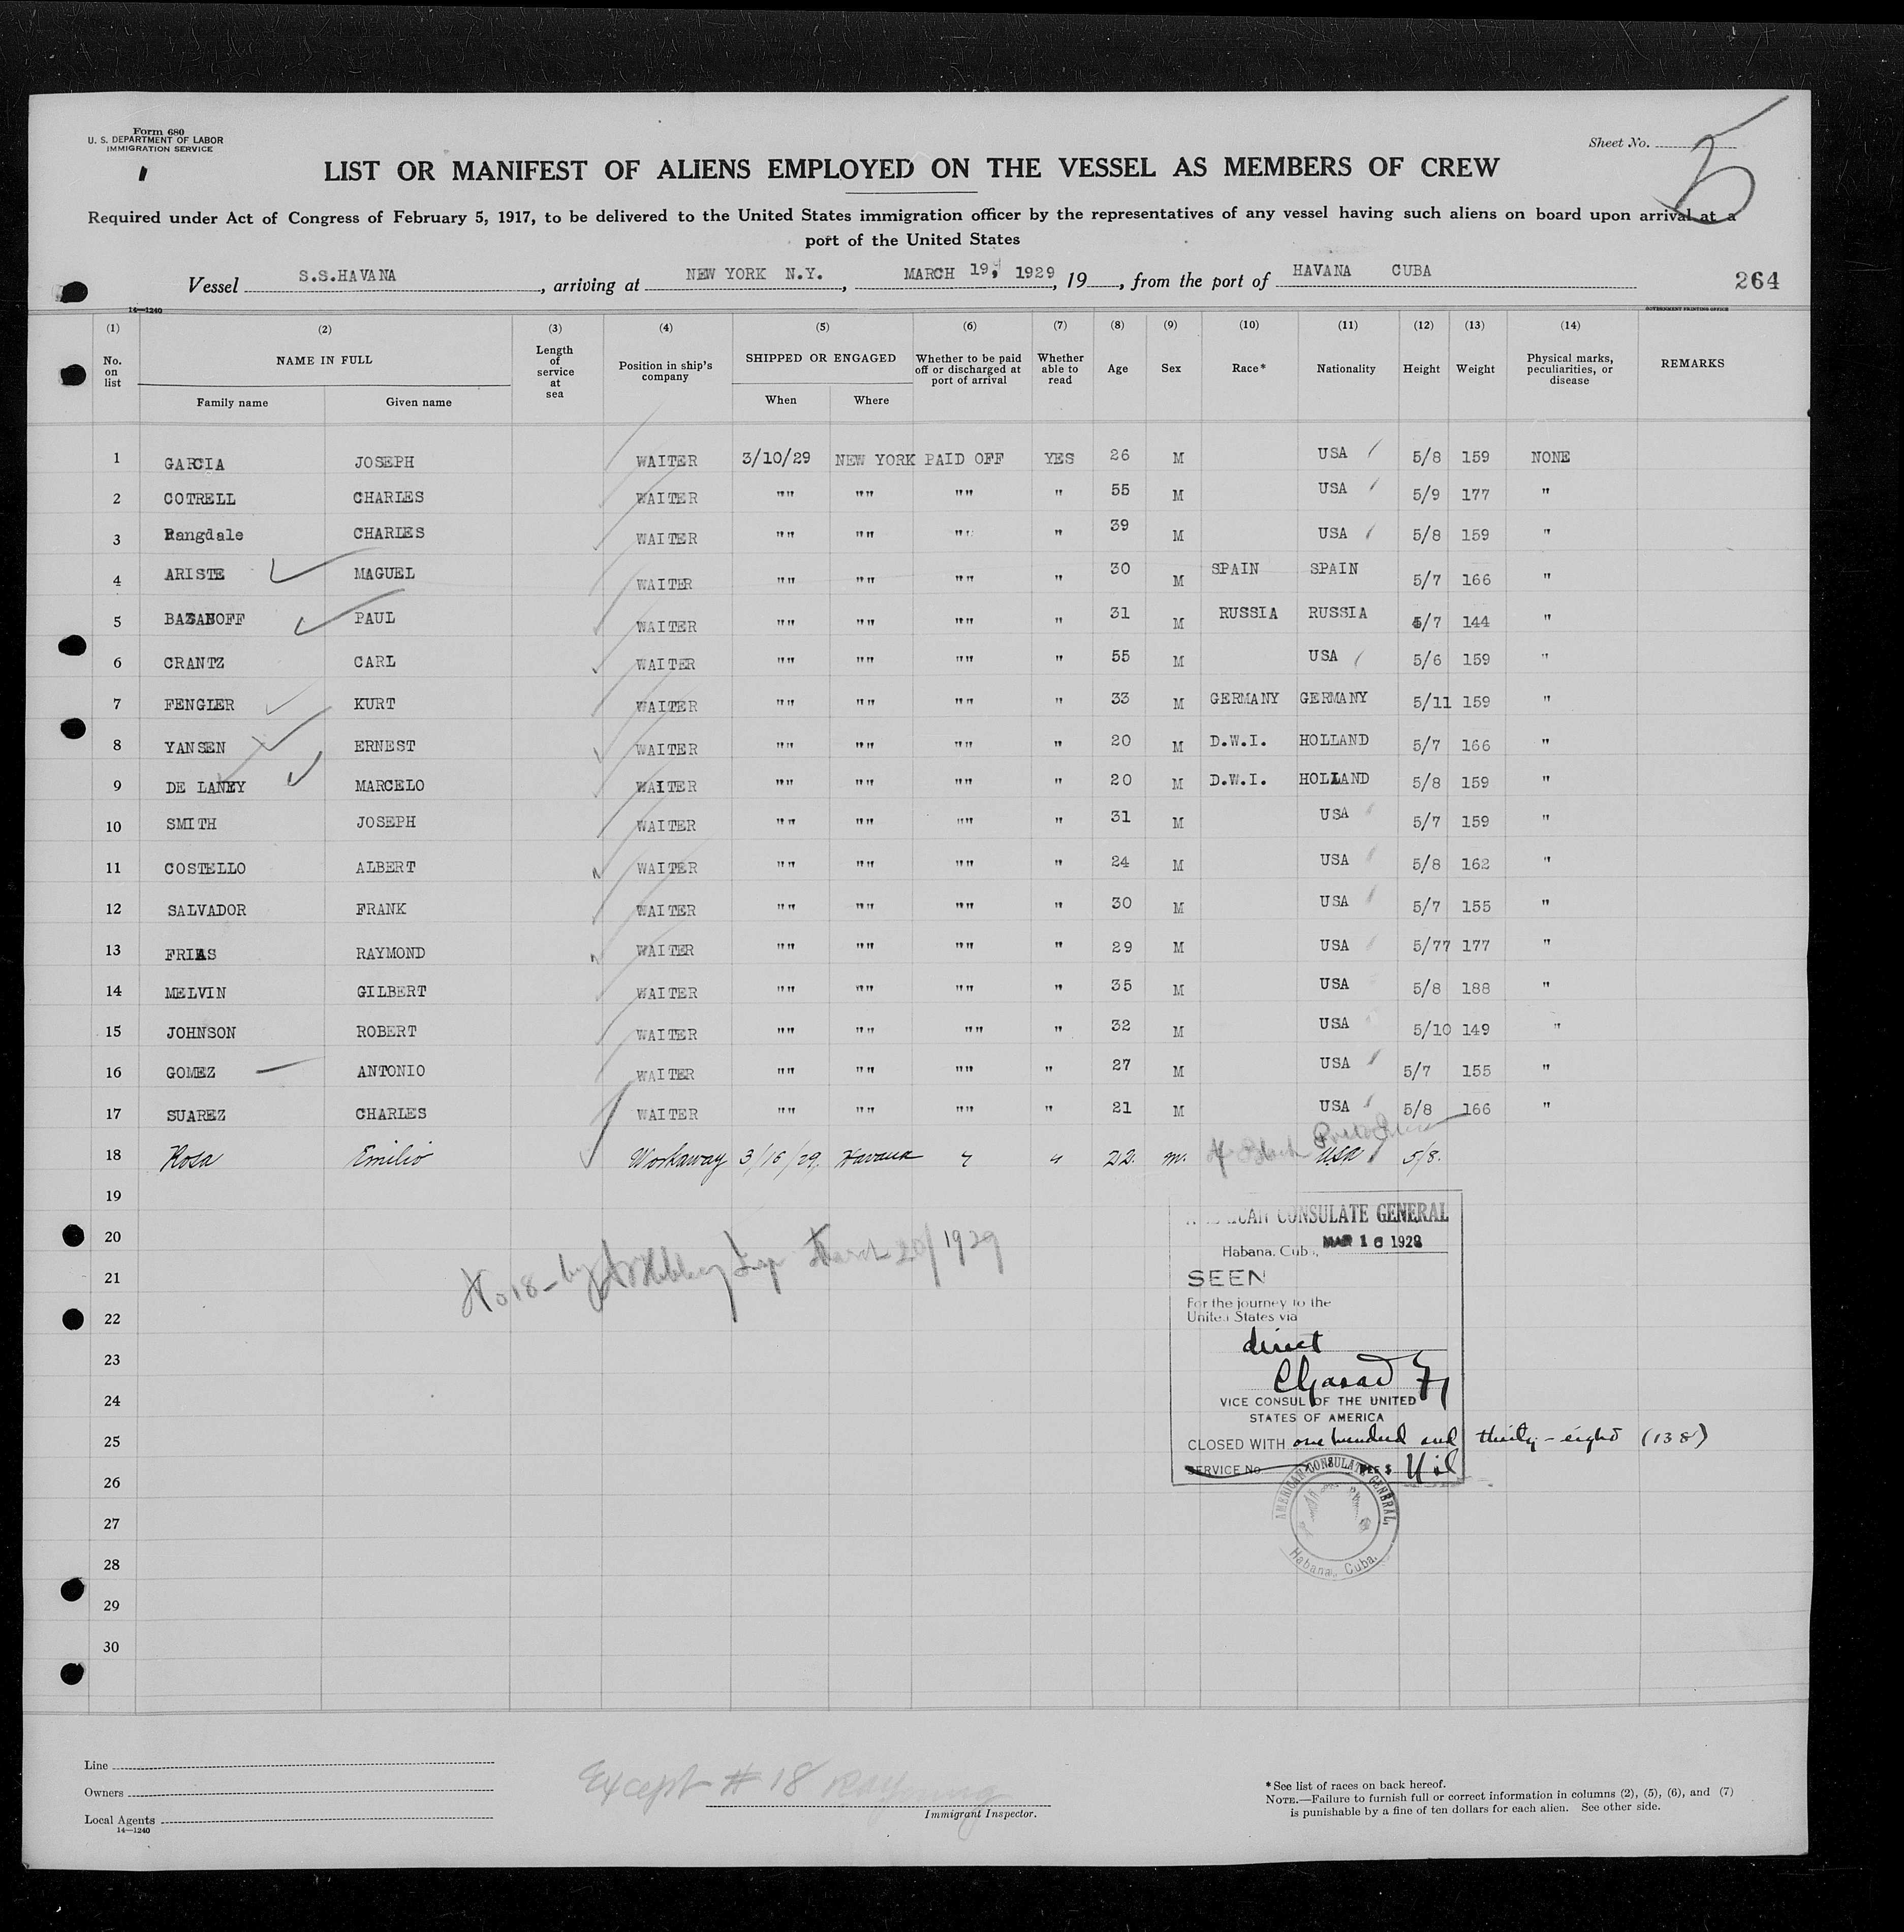 Form 680
U. S. DEPARTMENT OF LABOR
IMMIGRATION SERVICE
Sheet No. 5
LIST OR MANIFEST OF ALIENS EMPLOYED ON THE VESSEL AS MEMBERS OF CREW
Required under Act of Congress of February 5, 1917, to be delivered to the United States immigration officer by the representatives of any vessel having such aliens on board upon arrival at a
port of the United States
Vessel S.S.HAVANA, arriving at NEW YORK N.Y., MARCH 19, 1929, 19, from the port of HAVANA CUBA
264
14—1240
GOVERNMENT PRINTING OFFICE
(1) (2) (3) (4) (5) (6) (7) (8) (9) (10) (11) (12) (13) (14)
No. on list NAME IN FULL Length of service at sea Position in ship's company SHIPPED OR ENGAGED Whether to be paid off or discharged at port of arrival Whether able to read Age Sex Race* Nationality Height Weight Physical marks, peculiarities, or disease REMARKS
Family name Given name When Where
1 GARCIA JOSEPH WAITER 3/10/29 NEW YORK PAID OFF YES 26 M USA 5/8 159 NONE
2 COTRELL CHARLES WAITER "" "" "" " 55 M USA 5/9 177 "
3 Rangdale CHARLES WAITER "" "" "" " 39 M USA 5/8 159 "
4 ARISTE MAGUEL WAITER "" "" "" " 30 M SPAIN SPAIN 5/7 166 "
5 PAUL WAITER "" "" "" " 31 M RUSSIA RUSSIA 5/7 144 "
6 CRANTZ CARL WAITER "" "" "" " 55 M USA 5/6 159 "
7 FENGLER KURT WAITER "" "" "" " 33 M GERMANY GERMANY 5/11 159 "
8 YANSEN ERNEST WAITER "" "" "" " 20 M D.W.I. HOLLAND 5/7 166 "
9 DE LANEY MARCELO WAITER "" "" "" " 20 M D.W.I. HOLLAND 5/8 159 "
10 SMITH JOSEPH WAITER "" "" "" " 31 M USA 5/7 159 "
11 COSTELLO ALBERT WAITER "" "" "" " 24 M USA 5/8 162 "
12 SALVADOR FRANK WAITER "" "" "" " 30 M USA 5/7 155 "
13 FRIAS RAYMOND WAITER "" "" "" " 29 M USA 5/77 177 "
14 MELVIN GILBERT WAITER "" "" "" " 35 M USA 5/8 188 "
15 JOHNSON ROBERT WAITER "" "" "" " 32 M USA 5/10 149 "
16 GOMEZ ANTONIO WAITER "" "" "" " 27 M USA 5/7 155 "
17 SUAREZ CHARLES WAITER "" "" "" " 21 M USA 5/8 166 "
18 Rosa Emilio Workaway 3/16/29, Havana " " 22. m. Black USA 5/8.
19
20
21
22
23
24
25
26
27
28
29
30
No 18 - by March 20/1929
AMERICAN CONSULATE GENERAL
Habana, Cuba, MAR 16 1929
SEEN
For the journey to the
United States via
direct
VICE CONSUL OF THE UNITED
STATES OF AMERICA
CLOSED WITH one hundred and thirty-eight (138)
SERVICE No. FEE $ Nil
AMERICAN CONSULATE GENERAL,
Habana, Cuba.
Line
Owners
Local Agents
14—1240
Except # 18
Immigrant Inspector.
*See list of races on back hereof.
NOTE.—Failure to furnish full or correct information in columns (2), (5), (6), and (7)
is punishable by a fine of ten dollars for each alien. See other side.